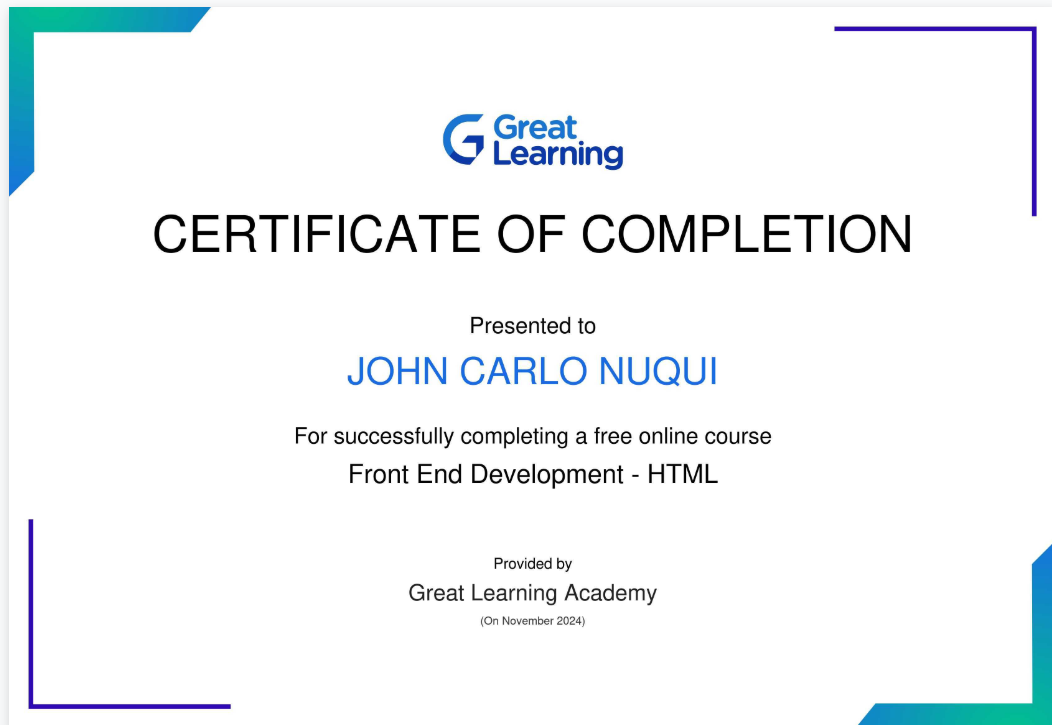 Great
Learning
CERTIFICATE OF COMPLETION
Presented to
JOHN CARLO NUQUI
For successfully completing a free online course
Front End Development - HTML
Provided by
Great Learning Academy
(On November 2024)